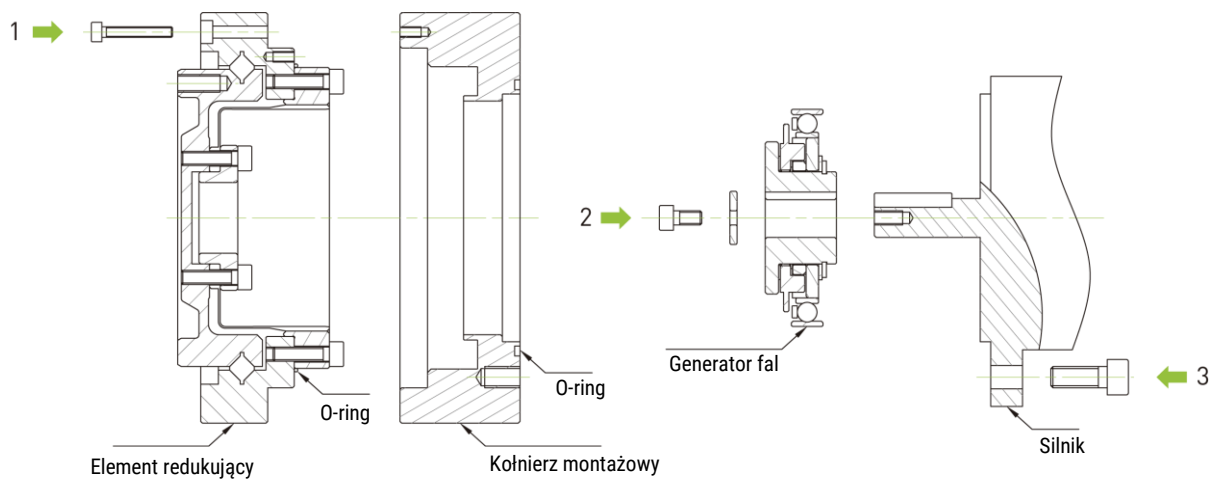 1
2
Generator fal
3
O-ring
O-ring
Silnik
Element redukujący
Kołnierz montażowy